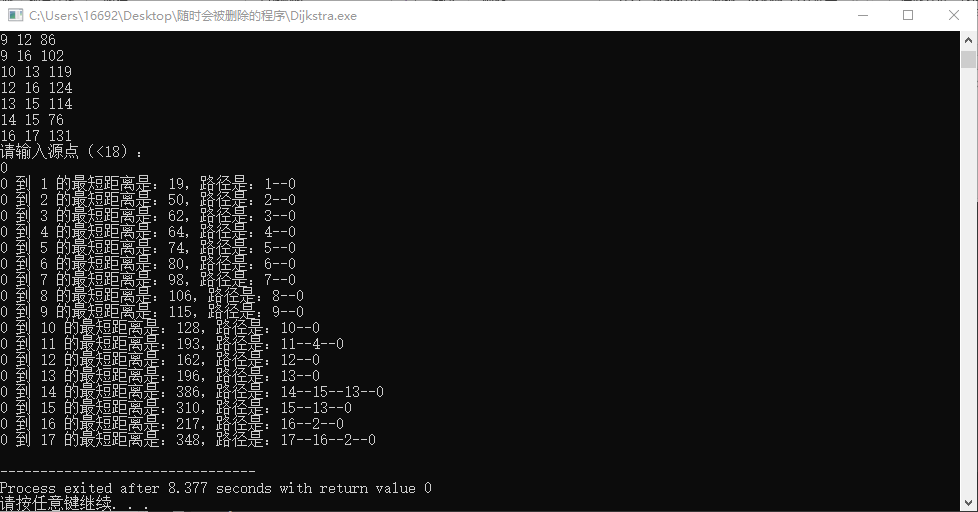 C:\Users\16692\Desktop\随时会被删除的程序\Dijkstra.exe
9 12 86
9 16 102
10 13 119
12 16 124
13 15 114
14 15 76
16 17 131
请输入源点（<18）：
0
0 到 1 的最短距离是：19，路径是：1--0
0 到 2 的最短距离是：50，路径是：2--0
0 到 3 的最短距离是：62，路径是：3--0
0 到 4 的最短距离是：64，路径是：4--0
0 到 5 的最短距离是：74，路径是：5--0
0 到 6 的最短距离是：80，路径是：6--0
0 到 7 的最短距离是：98，路径是：7--0
0 到 8 的最短距离是：106，路径是：8--0
0 到 9 的最短距离是：115，路径是：9--0
0 到 10 的最短距离是：128，路径是：10--0
0 到 11 的最短距离是：193，路径是：11--4--0
0 到 12 的最短距离是：162，路径是：12--0
0 到 13 的最短距离是：196，路径是：13--0
0 到 14 的最短距离是：386，路径是：14--15--13--0
0 到 15 的最短距离是：310，路径是：15--13--0
0 到 16 的最短距离是：217，路径是：16--2--0
0 到 17 的最短距离是：348，路径是：17--16--2--0
--------------------------------
Process exited after 8.377 seconds with return value 0
请按任意键继续. . .